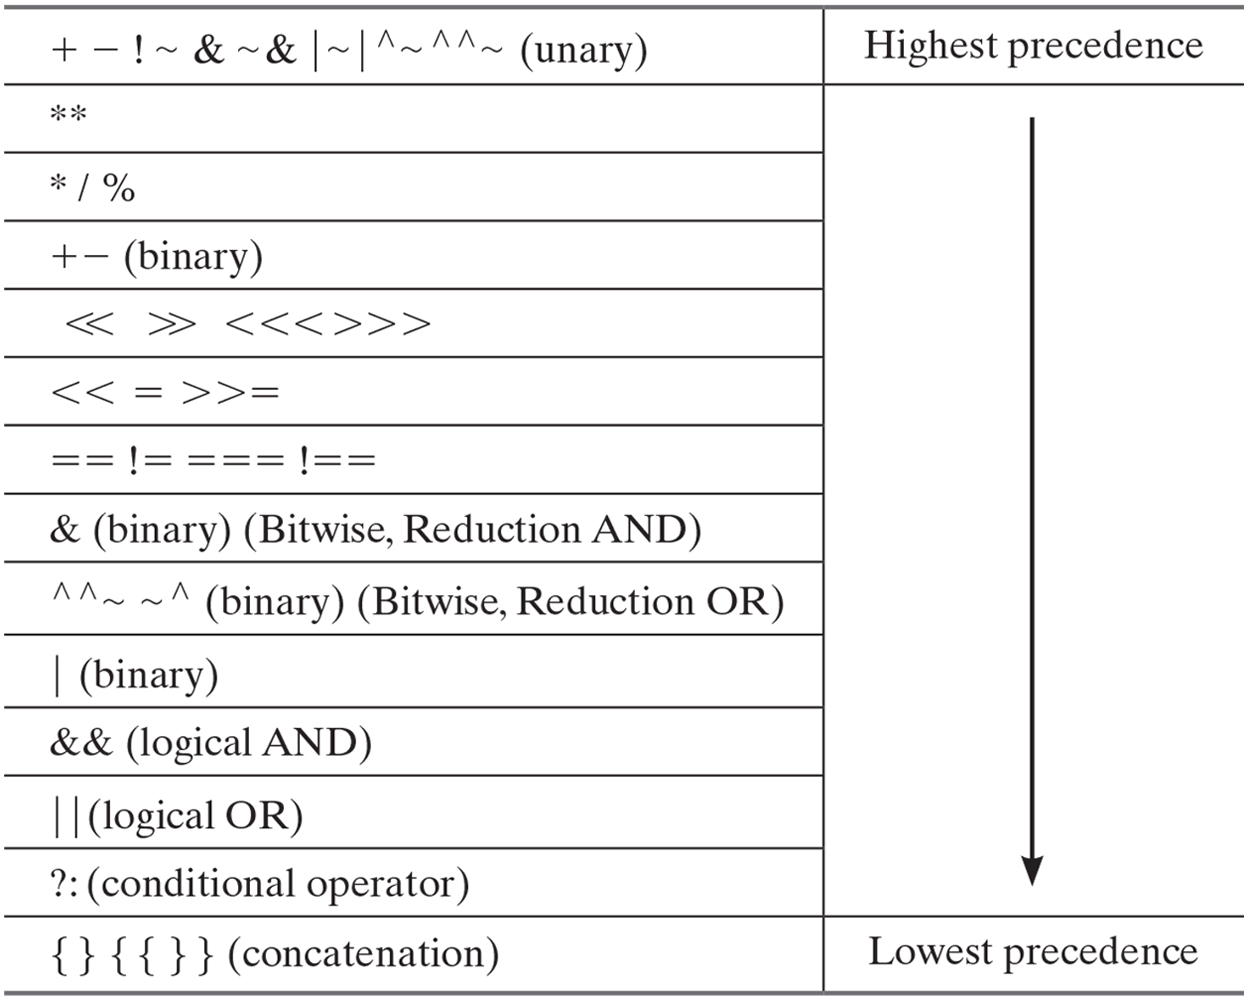 + − ! ~ & ~& | ~| ^ ~^ ^~ (unary) Highest precedence
**
* / %
+− (binary)
≪ ≫ <<<>>>
<< = >>=
== != === !==
& (binary) (Bitwise, Reduction AND)
^ ^~ ~^ (binary) (Bitwise, Reduction OR)
| (binary)
&& (logical AND)
||(logical OR)
?: (conditional operator)
{ } { { } } (concatenation) Lowest precedence